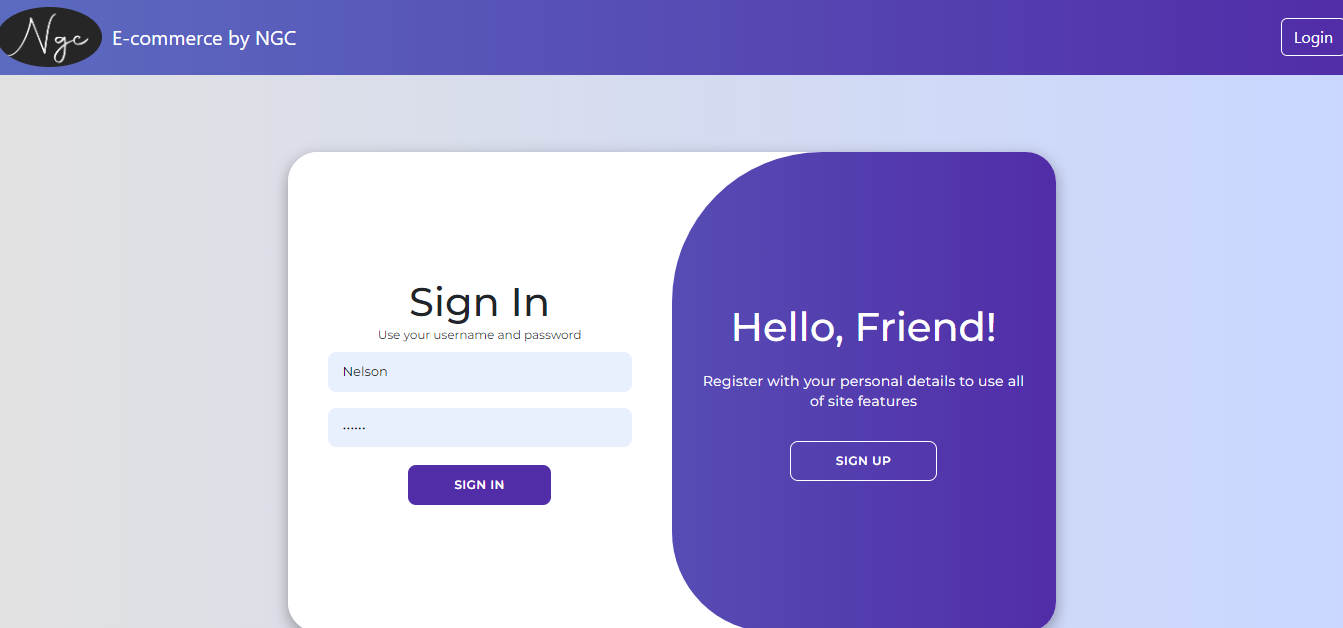 Ngc
E-commerce by NGC
Login
Sign In
Use your username and password
Nelson
······
SIGN IN
Hello, Friend!
Register with your personal details to use all
of site features
SIGN UP